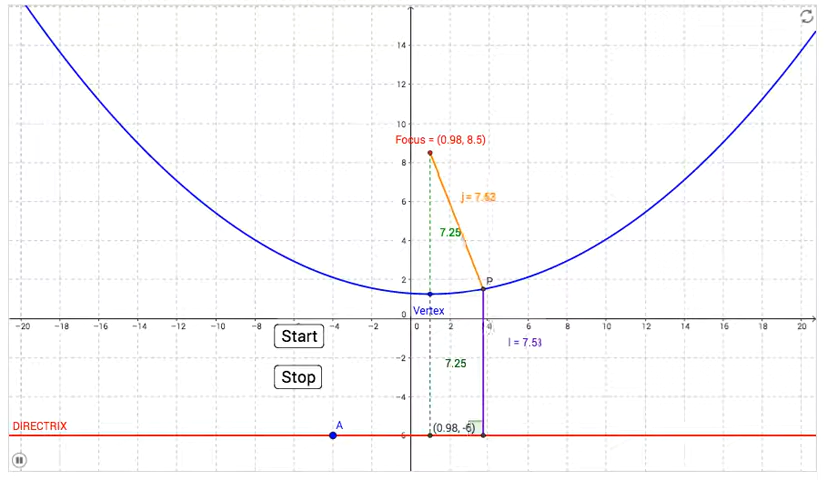 14
12
10
Focus = (0.98, 8.5)
8
j = 7.53
6
7.25
4
2
P
Vertex
0
−20 −18 −16 −14 −12 −10 −8 −6 −4 0 2 4 6 8 10 12 14 16 18 20
Start
l = 7.53
−2
7.25
Stop
−4
DIRECTRIX
A
(0.98, -6)